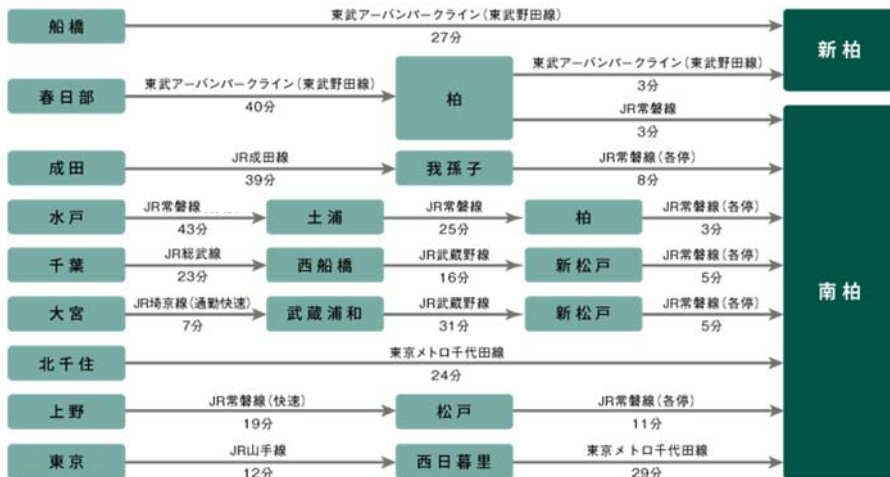 船橋
東武アーバンパークライン（東武野田線）
27分
新柏
春日部
東武アーバンパークライン（東武野田線）
40分
柏
東武アーバンパークライン（東武野田線）
3分
JR常磐線
3分
成田
JR成田線
39分
我孫子
JR常磐線（各停）
8分
水戸
JR常磐線
43分
土浦
JR常磐線
25分
柏
JR常磐線（各停）
3分
千葉
JR総武線
23分
西船橋
JR武蔵野線
16分
新松戸
JR常磐線（各停）
5分
南柏
大宮
JR埼京線（通勤快速）
7分
武蔵浦和
JR武蔵野線
31分
新松戸
JR常磐線（各停）
5分
北千住
東京メトロ千代田線
24分
上野
JR常磐線（快速）
19分
松戸
JR常磐線（各停）
11分
東京
JR山手線
12分
西日暮里
東京メトロ千代田線
29分